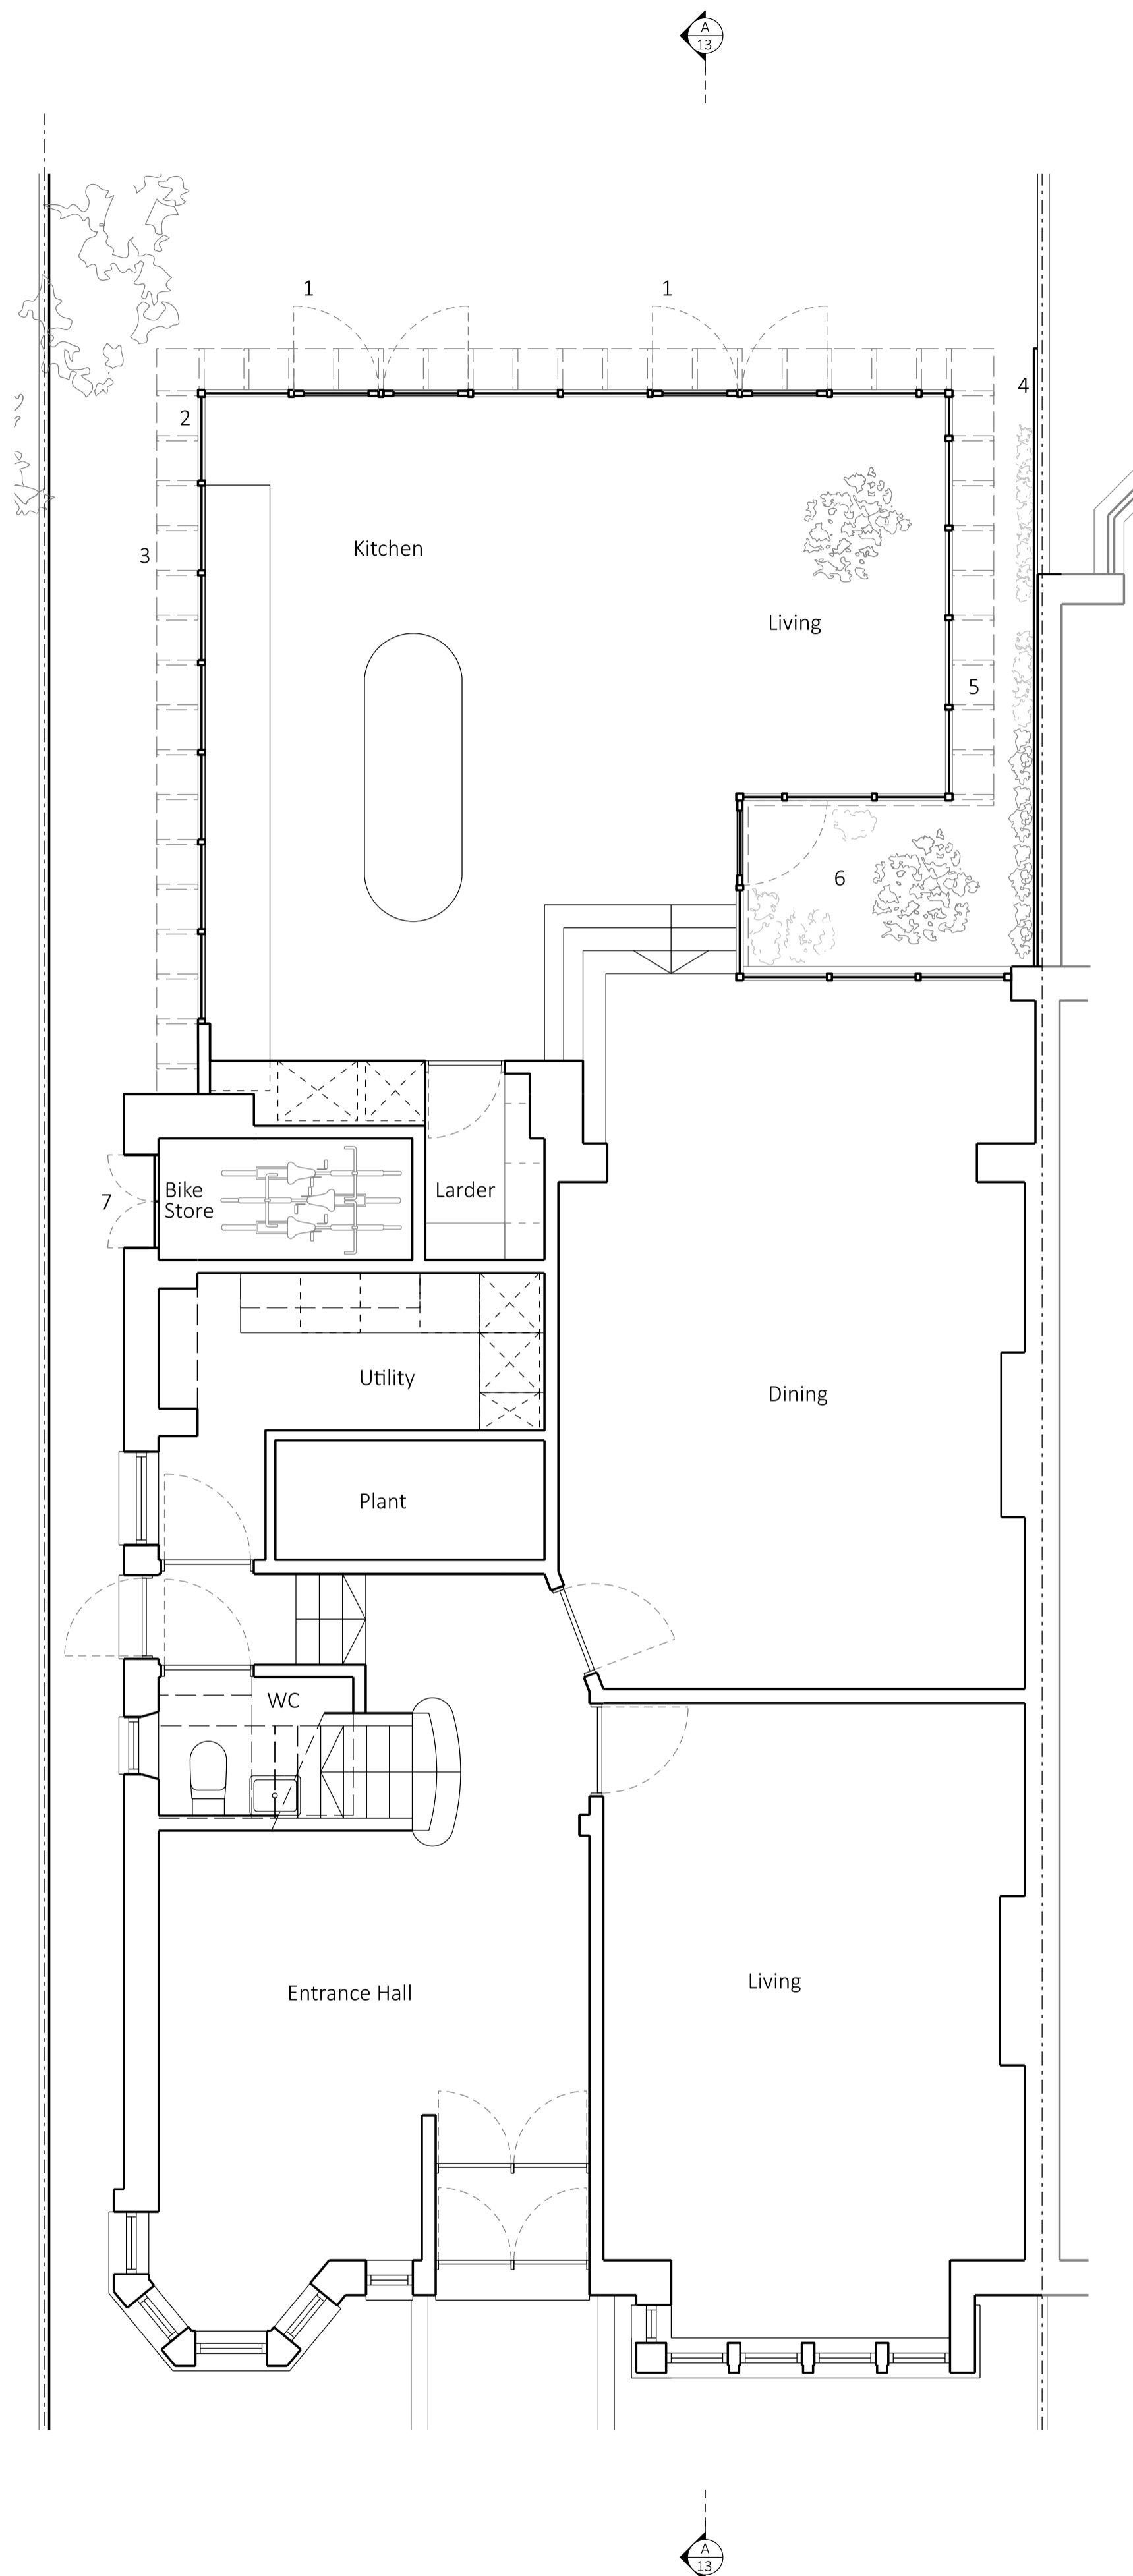 A
13
1
1
4
2
Kitchen
3
Living
5
6
Larder
Bike
Store
7
Utility
Dining
Plant
WC
Living
Entrance Hall
A
13